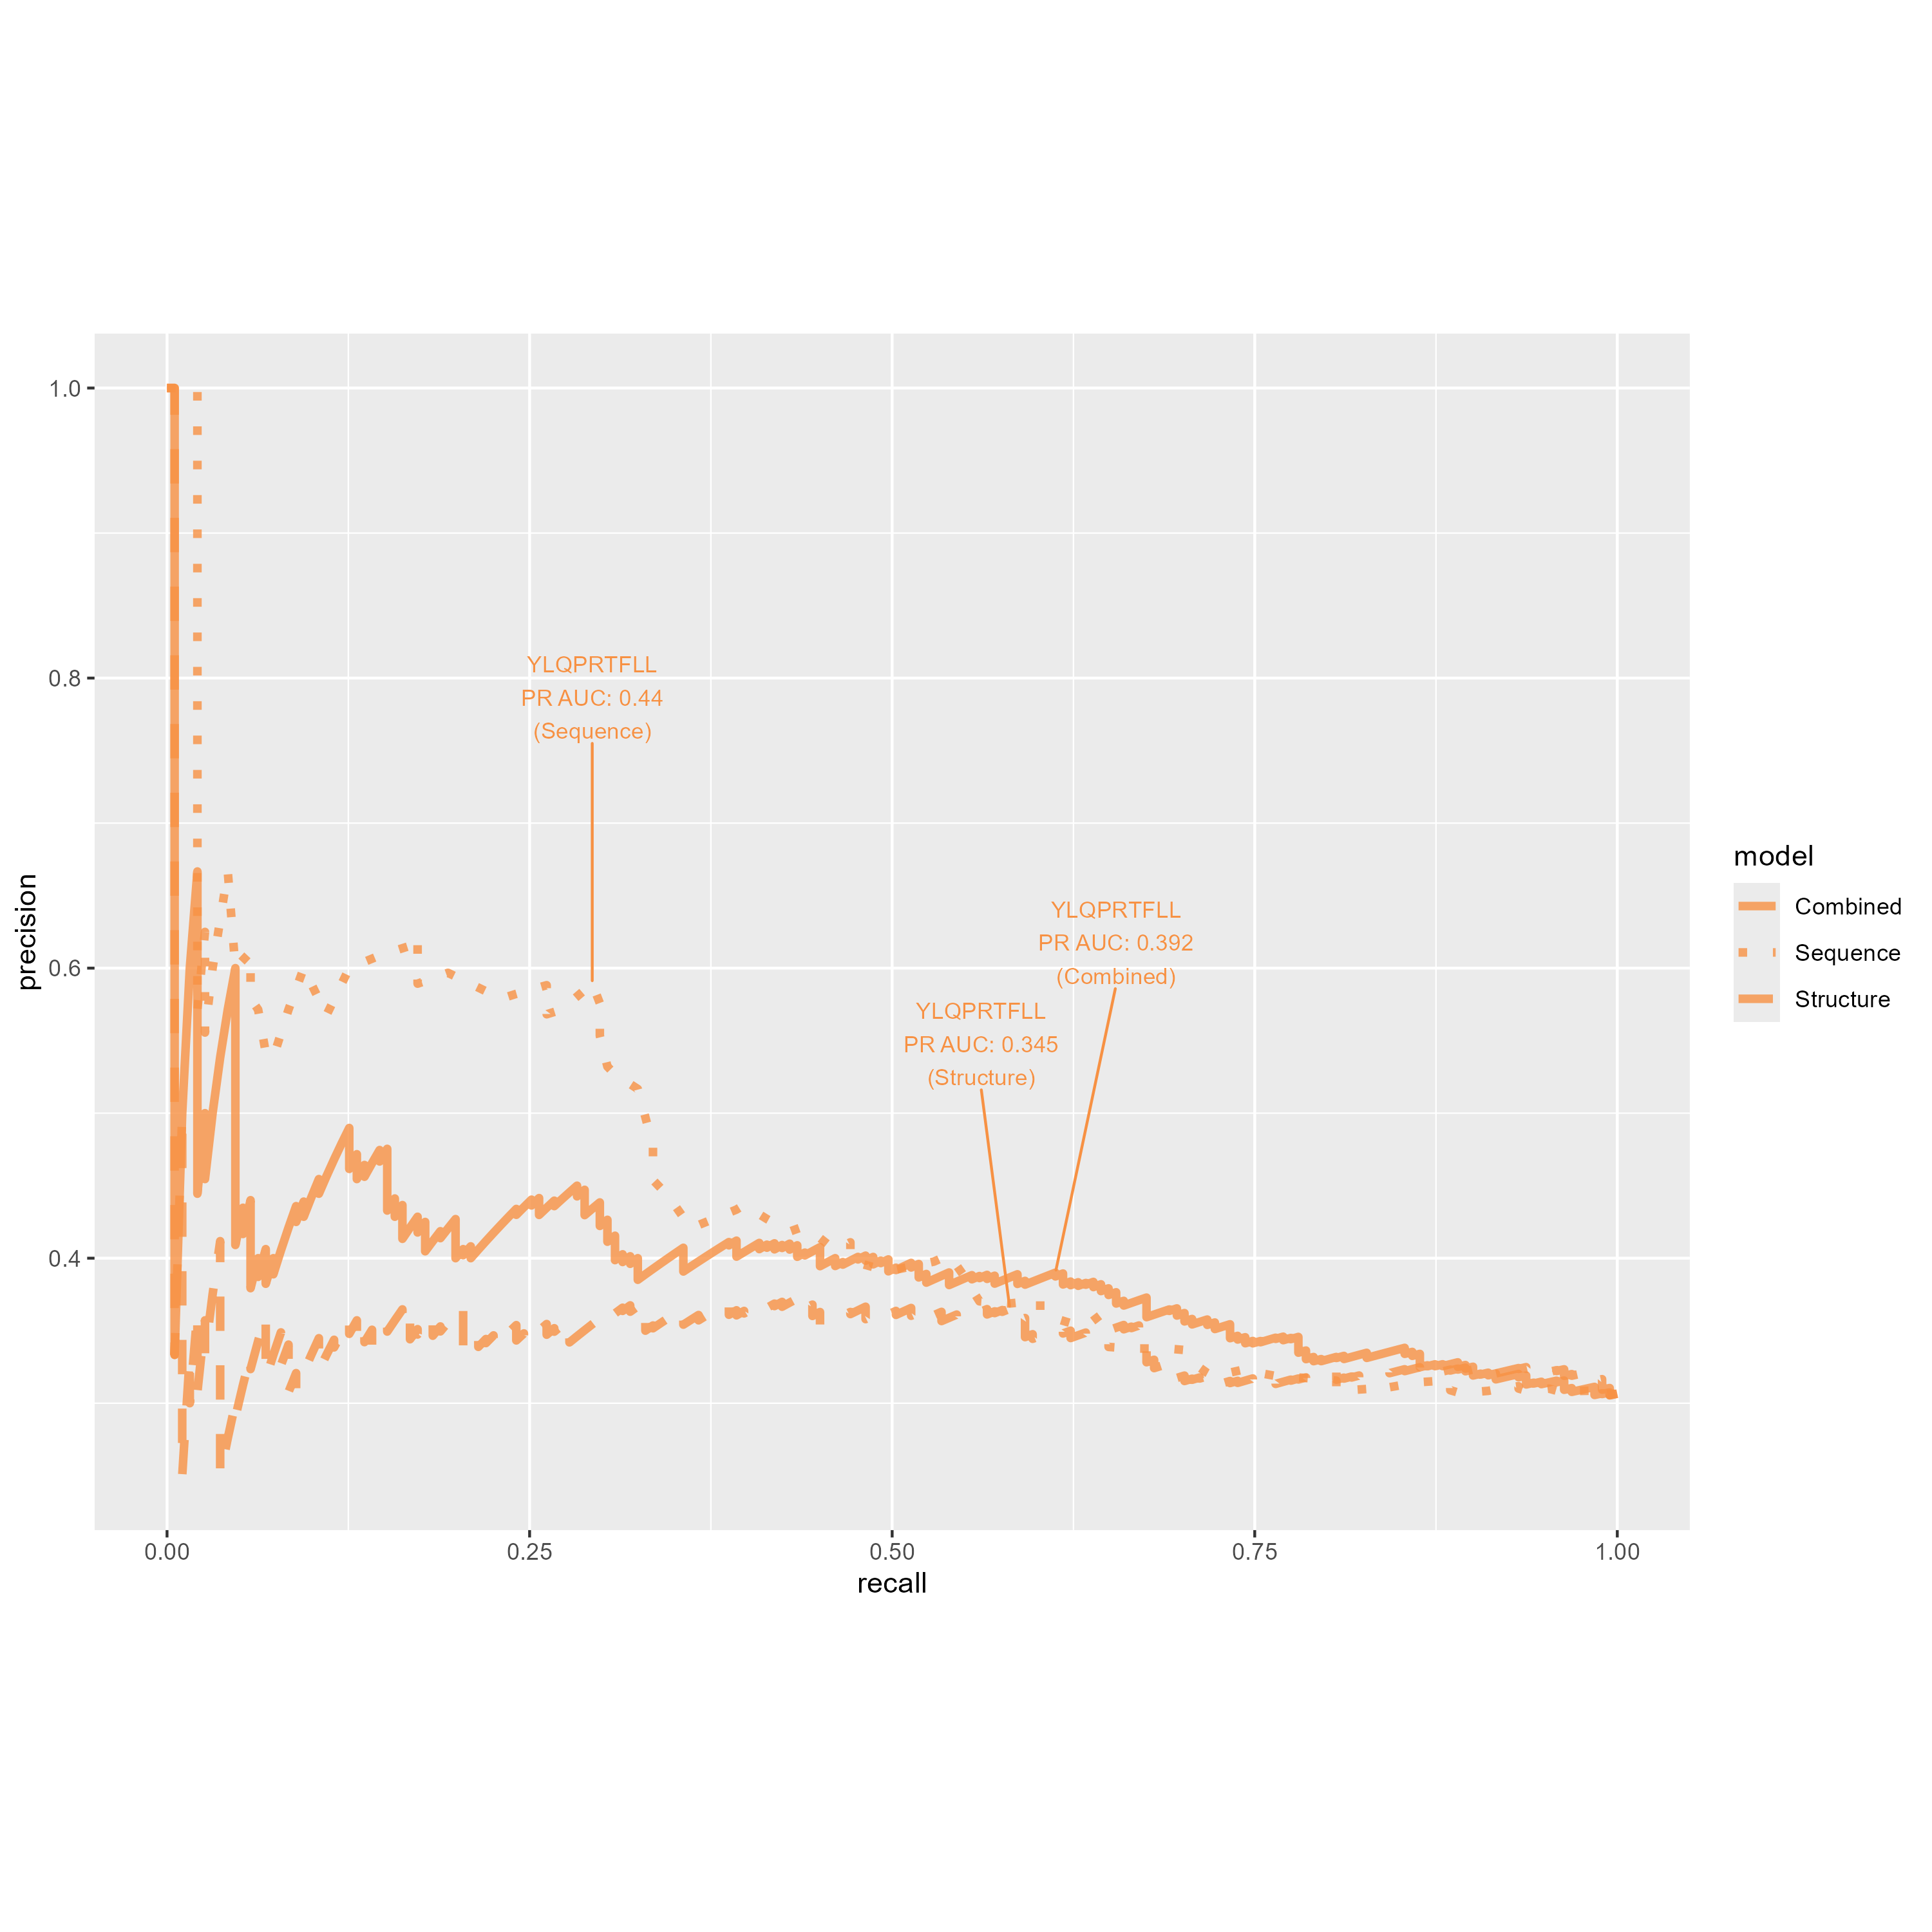 precision
1.0
0.8
0.6
0.4
YLQPRTFLL
PR AUC: 0.44
(Sequence)
YLQPRTFLL
PR AUC: 0.392
(Combined)
YLQPRTFLL
PR AUC: 0.345
(Structure)
0.00
0.25
0.50
0.75
1.00
recall
model
Combined
Sequence
Structure